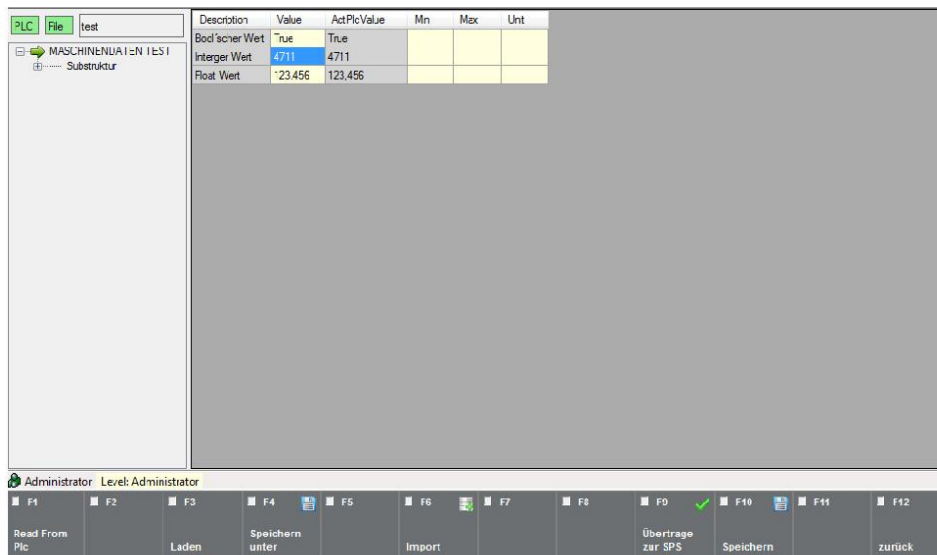 PLC File test
MASCHINENDATEN TEST
Substruktur
Description Value ActPlcValue Min Max Unit
Bool'scher Wert True True
Interger Wert 4711 4711
Float Wert 123.456 123,456
Administrator Level: Administrator
F1 F2 F3 F4 F5 F6 F7 F8 F9 F10 F11 F12
Read From Plc
Laden
Speichern unter
Import
Übertrage zur SPS
Speichern
zurück